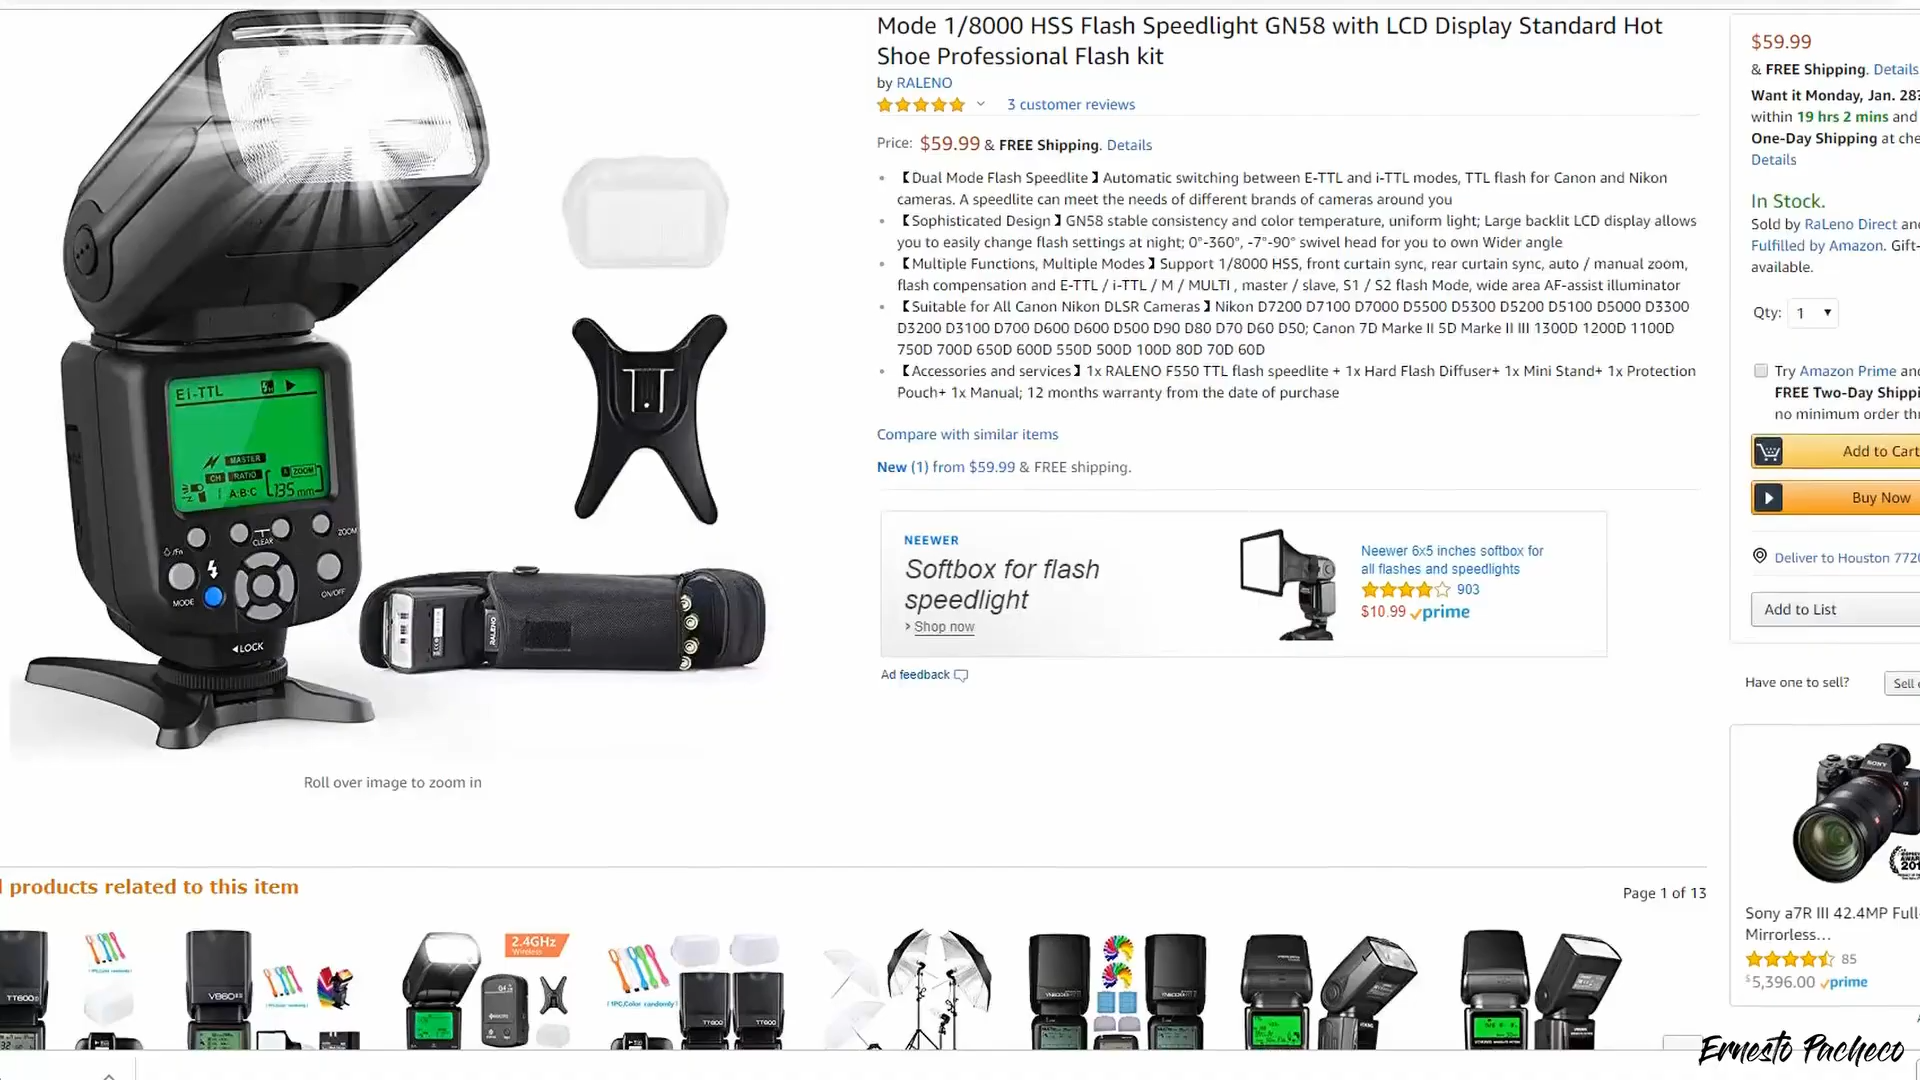 Mode 1/8000 HSS Flash Speedlight GN58 with LCD Display Standard Hot
Shoe Professional Flash kit
by RALENO
3 customer reviews
Price: $59.99 & FREE Shipping. Details
【Dual Mode Flash Speedlite】Automatic switching between E-TTL and i-TTL modes, TTL flash for Canon and Nikon
cameras. A speedlite can meet the needs of different brands of cameras around you
【Sophisticated Design】GN58 stable consistency and color temperature, uniform light; Large backlit LCD display allows
you to easily change flash settings at night; 0°-360°, -7°-90° swivel head for you to own Wider angle
【Multiple Functions, Multiple Modes】Support 1/8000 HSS, front curtain sync, rear curtain sync, auto / manual zoom,
flash compensation and E-TTL / i-TTL / M / MULTI , master / slave, S1 / S2 flash Mode, wide area AF-assist illuminator
【Suitable for All Canon Nikon DLSR Cameras】Nikon D7200 D7100 D7000 D5500 D5300 D5200 D5100 D5000 D3300
D3200 D3100 D700 D600 D600 D500 D90 D80 D70 D60 D50; Canon 7D Marke II 5D Marke II III 1300D 1200D 1100D
750D 700D 650D 600D 550D 500D 100D 80D 70D 60D
【Accessories and services】1x RALENO F550 TTL flash speedlite + 1x Hard Flash Diffuser+ 1x Mini Stand+ 1x Protection
Pouch+ 1x Manual; 12 months warranty from the date of purchase
Compare with similar items
New (1) from $59.99 & FREE shipping.
NEEWER
Softbox for flash
speedlight
› Shop now
Neewer 6x5 inches softbox for
all flashes and speedlights
903
$10.99 prime
Ad feedback
$59.99
& FREE Shipping. Details
Want it Monday, Jan. 28?
within 19 hrs 2 mins and
One-Day Shipping at che
Details
In Stock.
Sold by RaLeno Direct and
Fulfilled by Amazon. Gift-
available.
Qty: 1
Try Amazon Prime and
FREE Two-Day Shippi
no minimum order thr
Add to Cart
Buy Now
Deliver to Houston 7720
Add to List
Have one to sell?
Sell
SONY
Sony a7R III 42.4MP Full
Mirrorless...
85
$5,396.00 prime
EI-TTL
MASTER
CH RATIO A ZOOM
1 A:B:C 135 mm
CLEAR
ZOOM
/Fn
MODE
ON/OFF
◄LOCK
RALENO
Roll over image to zoom in
products related to this item
Page 1 of 13
TT600
V860
2.4GHz
Wireless
(1PC,Color randomly)
TT600
TT600
Ernesto Pacheco